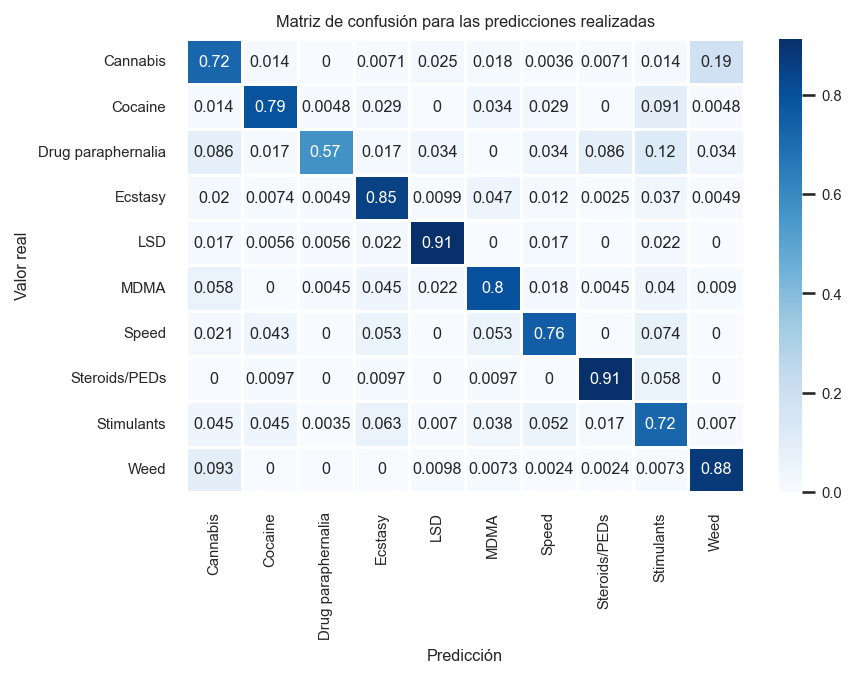 Matriz de confusión para las predicciones realizadas
Cannabis 0.72 0.014 0 0.0071 0.025 0.018 0.0036 0.0071 0.014 0.19
Cocaine 0.014 0.79 0.0048 0.029 0 0.034 0.029 0 0.091 0.0048
Drug paraphernalia 0.086 0.017 0.57 0.017 0.034 0 0.034 0.086 0.12 0.034
Ecstasy 0.02 0.0074 0.0049 0.85 0.0099 0.047 0.012 0.0025 0.037 0.0049
LSD 0.017 0.0056 0.0056 0.022 0.91 0 0.017 0 0.022 0
MDMA 0.058 0 0.0045 0.045 0.022 0.8 0.018 0.0045 0.04 0.009
Speed 0.021 0.043 0 0.053 0 0.053 0.76 0 0.074 0
Steroids/PEDs 0 0.0097 0 0.0097 0 0.0097 0 0.91 0.058 0
Stimulants 0.045 0.045 0.0035 0.063 0.007 0.038 0.052 0.017 0.72 0.007
Weed 0.093 0 0 0 0.0098 0.0073 0.0024 0.0024 0.0073 0.88
Valor real
Cannabis
Cocaine
Drug paraphernalia
Ecstasy
LSD
MDMA
Speed
Steroids/PEDs
Stimulants
Weed
Predicción
0.8
0.6
0.4
0.2
0.0